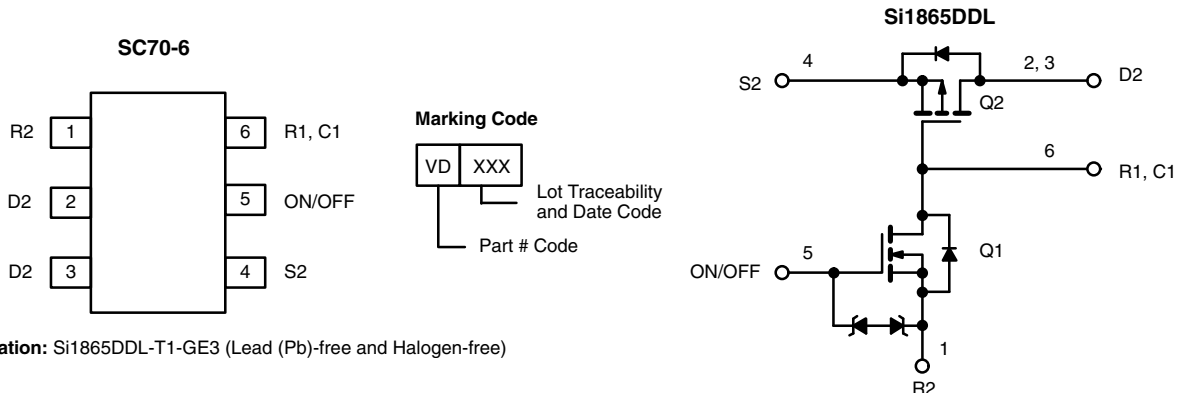 SC70-6
R2 1 6 R1, C1
D2 2 5 ON/OFF
D2 3 4 S2
Marking Code
VD XXX
Lot Traceability
and Date Code
Part # Code
Si1865DDL
S2 4 2, 3 D2
Q2
6 R1, C1
Q1
ON/OFF 5
1
R2
ation: Si1865DDL-T1-GE3 (Lead (Pb)-free and Halogen-free)